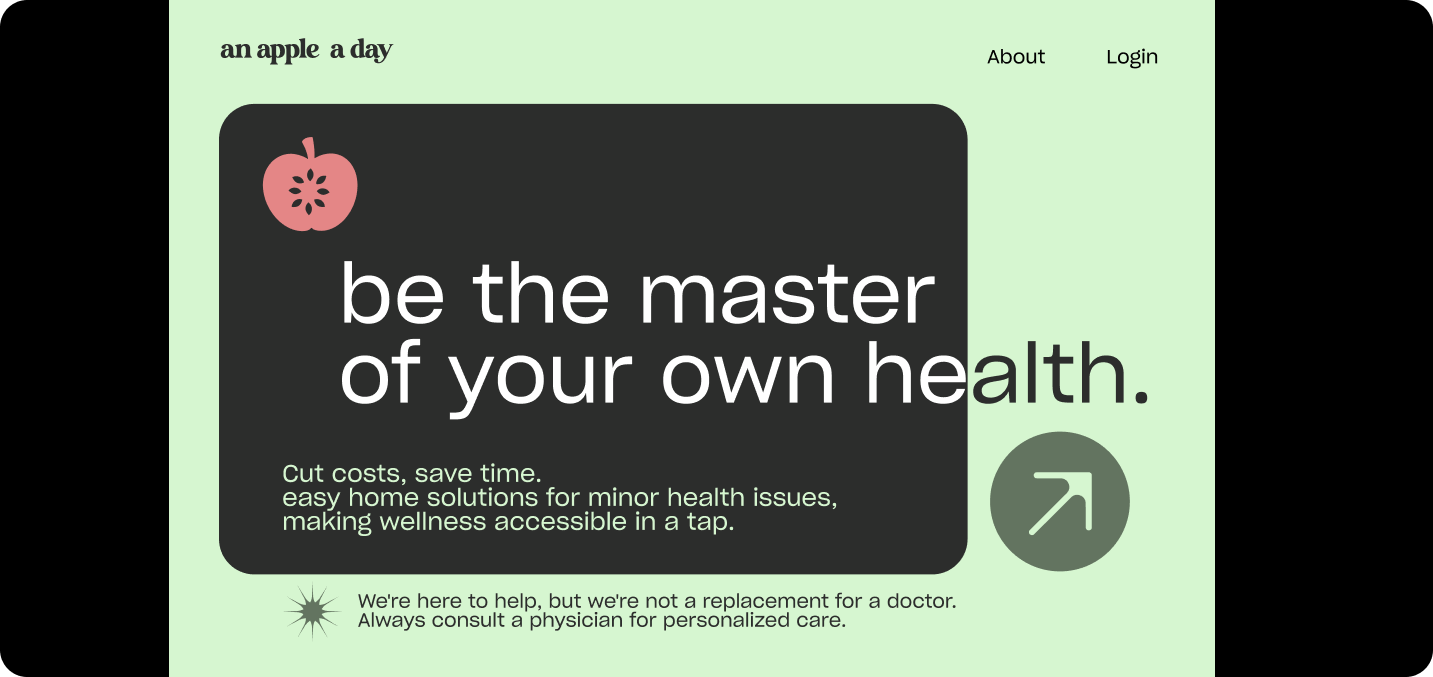 an apple a day
About
Login
be the master
of your own health.
Cut costs, save time.
easy home solutions for minor health issues,
making wellness accessible in a tap.
We're here to help, but we're not a replacement for a doctor.
Always consult a physician for personalized care.